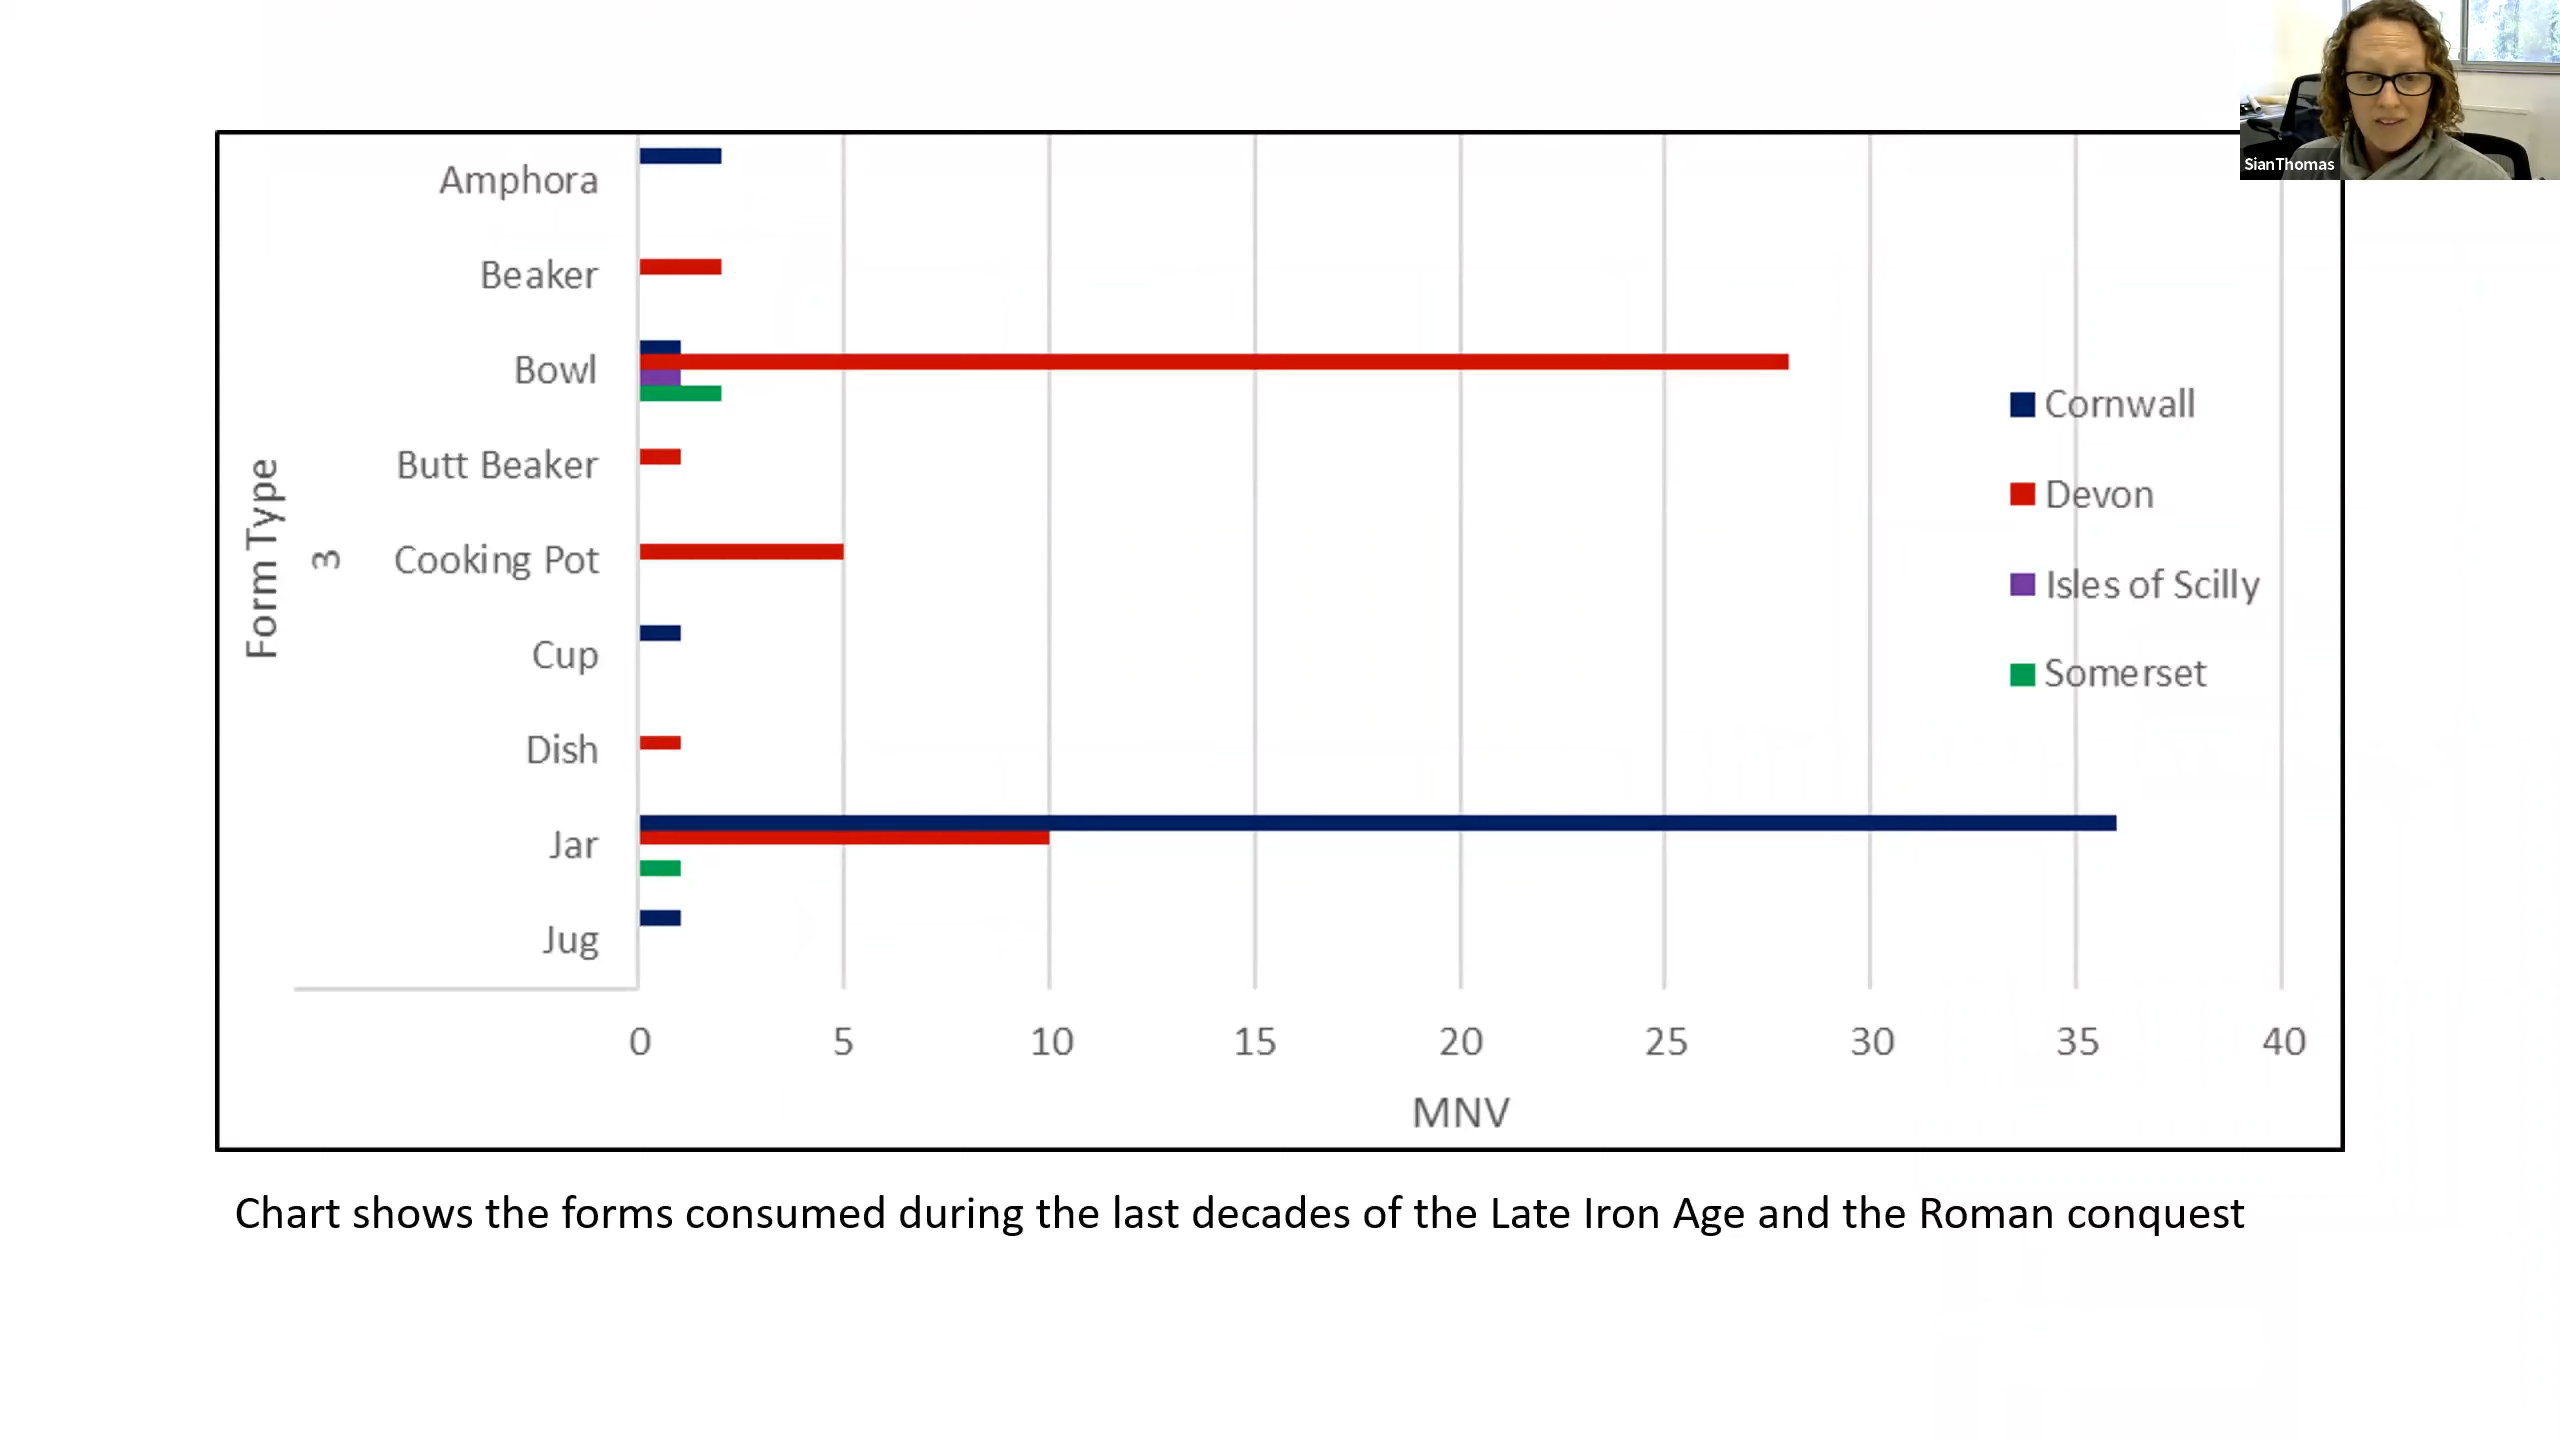 SianThomas
Amphora
Beaker
Bowl
Butt Beaker
Cooking Pot
Cup
Dish
Jar
Jug
Form Type
3
Cornwall
Devon
Isles of Scilly
Somerset
0 5 10 15 20 25 30 35 40
MNV
Chart shows the forms consumed during the last decades of the Late Iron Age and the Roman conquest